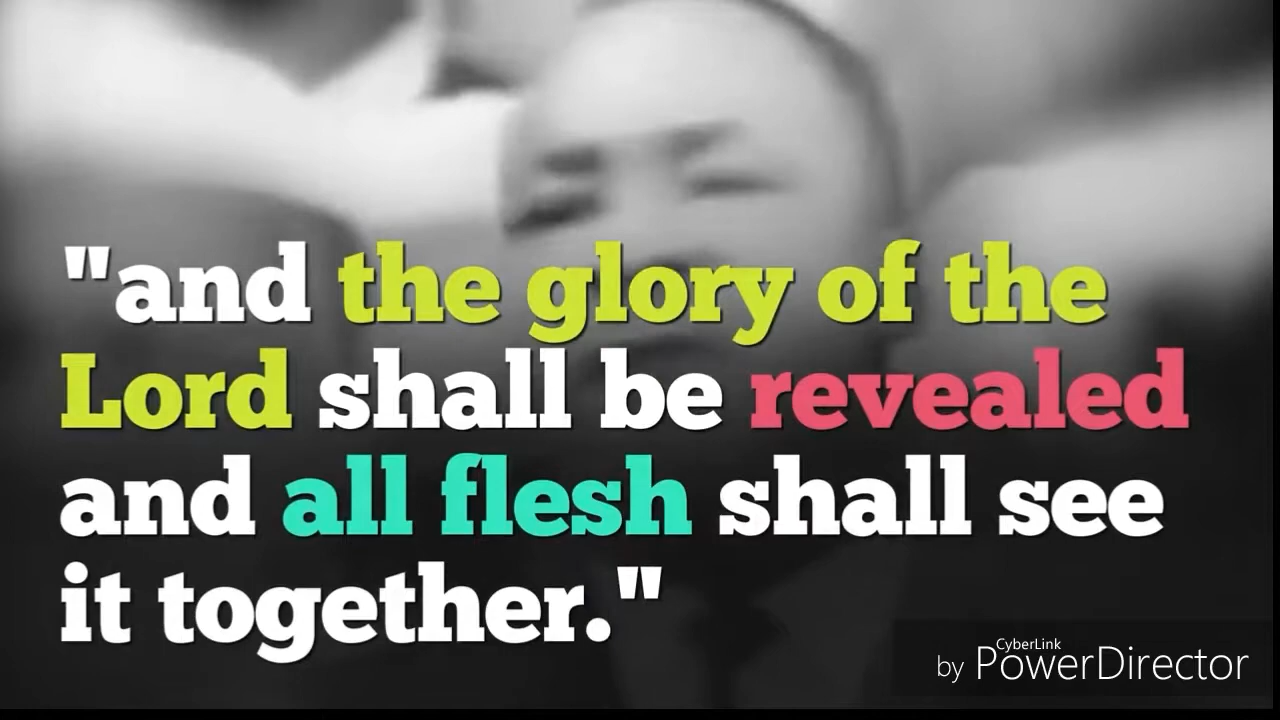 "and the glory of the
Lord shall be revealed
and all flesh shall see
it together."
CyberLink
by PowerDirector